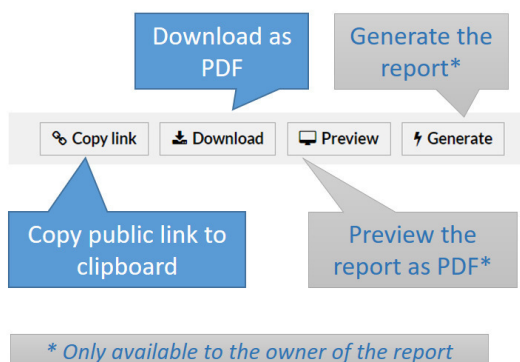 Download as
PDF
Generate the
report*
Copy link
Download
Preview
Generate
Copy public link to
clipboard
Preview the
report as PDF*
* Only available to the owner of the report